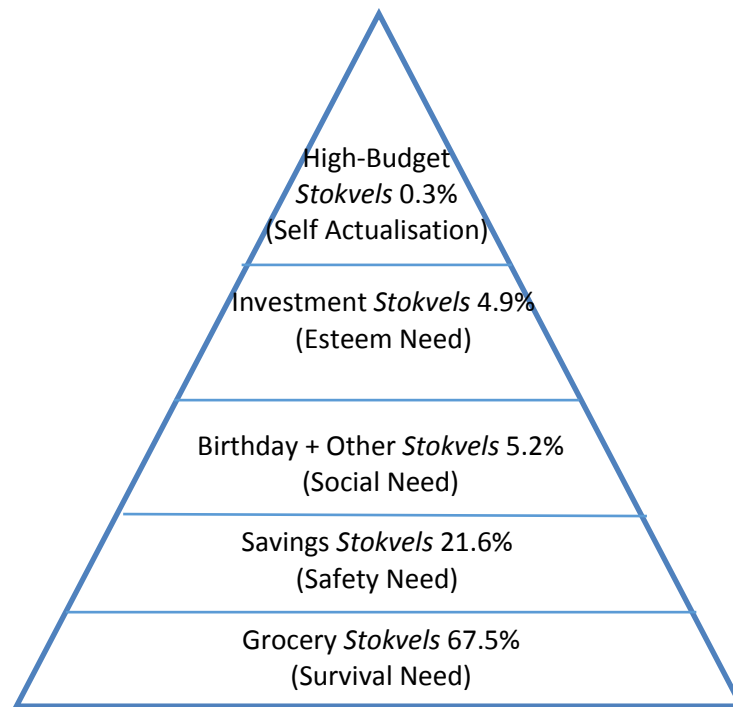 High-Budget
Stokvels 0.3%
(Self Actualisation)
Investment Stokvels 4.9%
(Esteem Need)
Birthday + Other Stokvels 5.2%
(Social Need)
Savings Stokvels 21.6%
(Safety Need)
Grocery Stokvels 67.5%
(Survival Need)